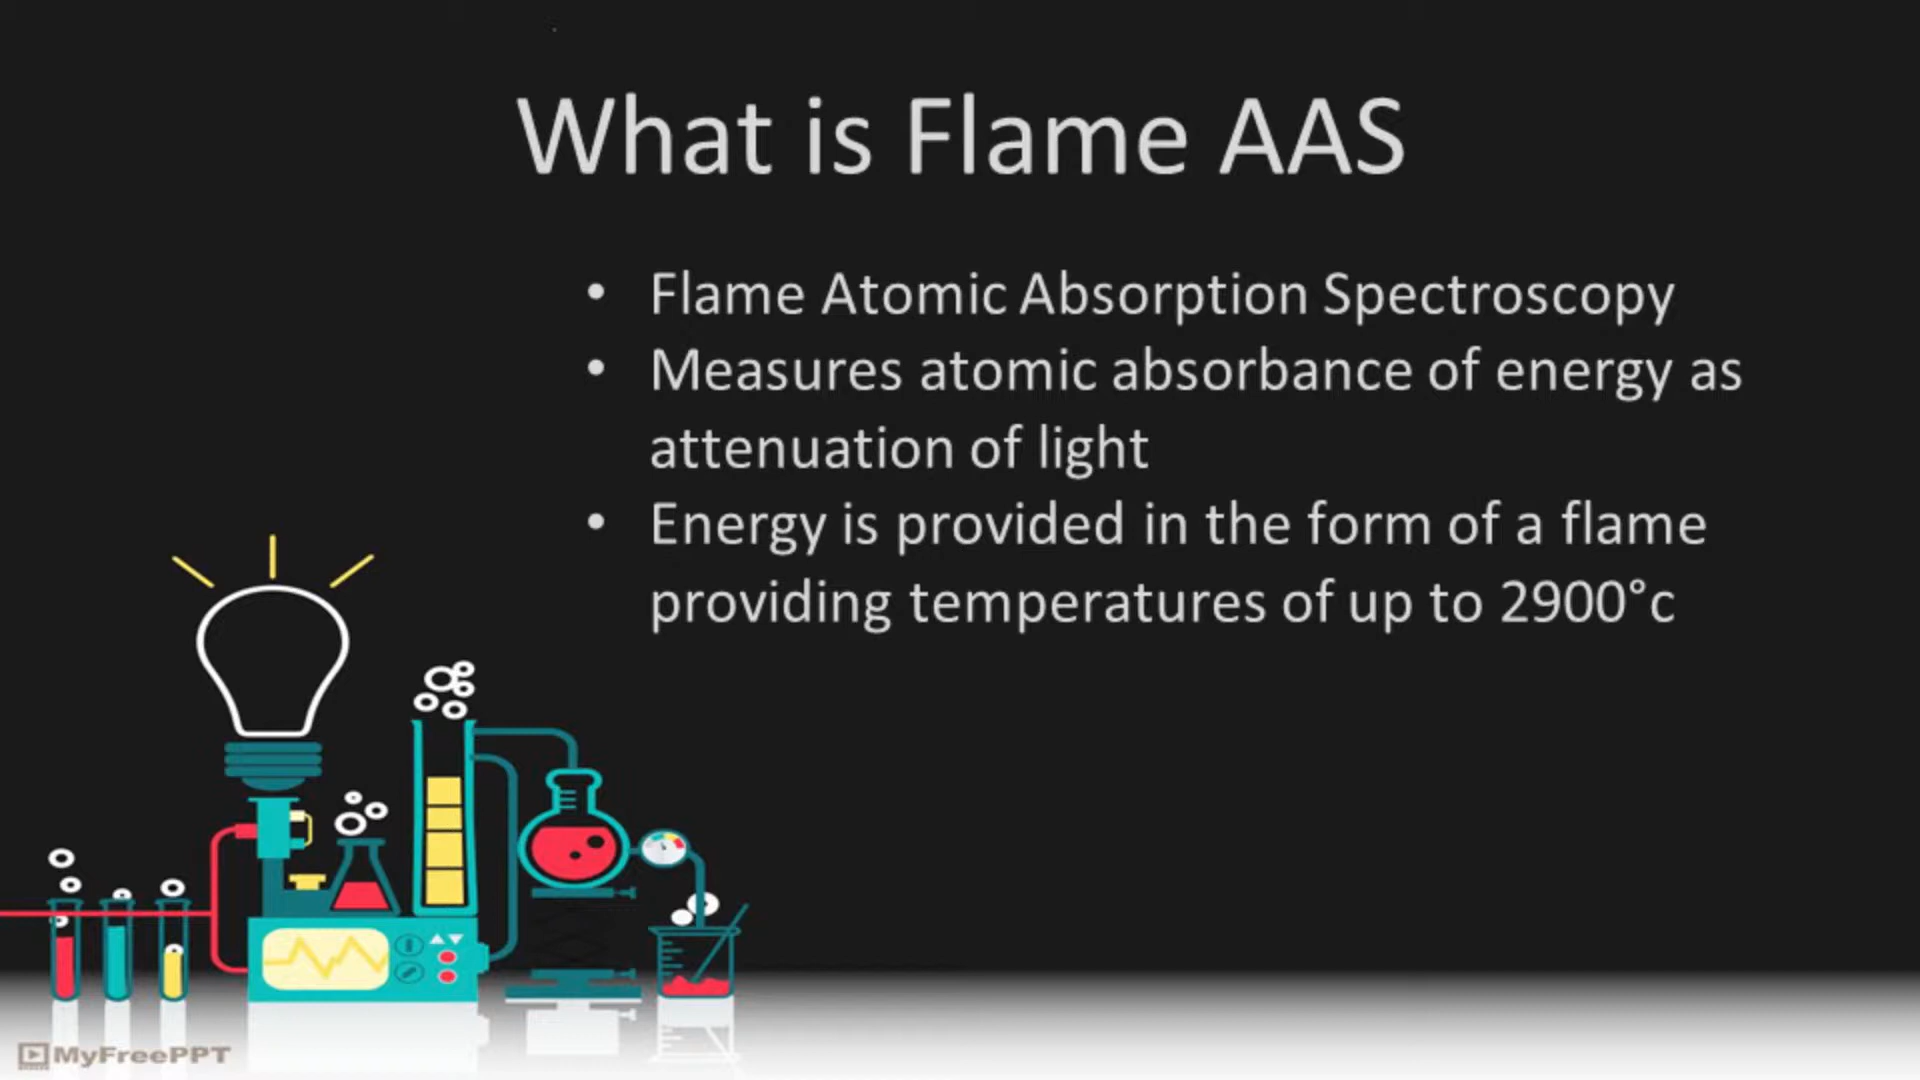 What is Flame AAS
• Flame Atomic Absorption Spectroscopy
• Measures atomic absorbance of energy as
attenuation of light
• Energy is provided in the form of a flame
providing temperatures of up to 2900°c
MyFreePPT